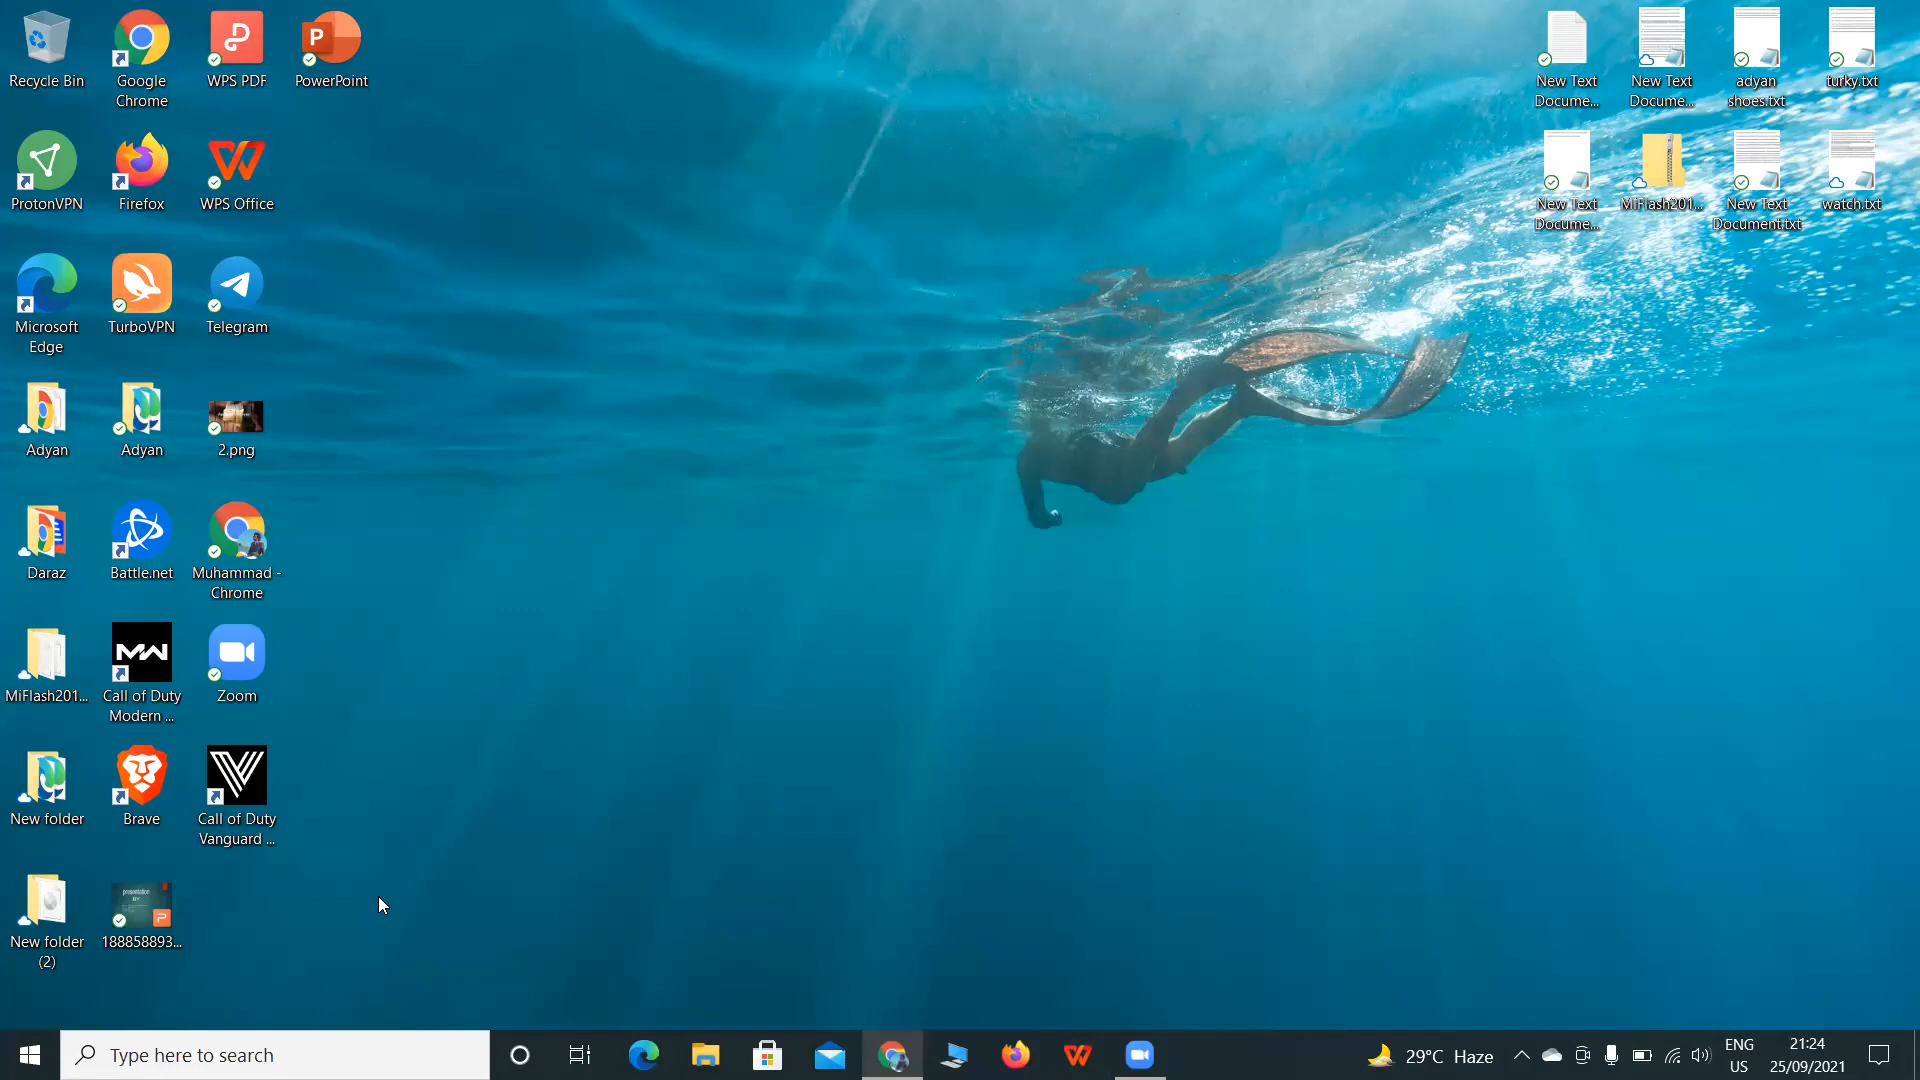 Recycle Bin
Google
Chrome
WPS PDF
PowerPoint
ProtonVPN
Firefox
WPS Office
Microsoft
Edge
TurboVPN
Telegram
Adyan
Adyan
2.png
Daraz
Battle.net
Muhammad -
Chrome
MiFlash201...
Call of Duty
Modern ...
Zoom
New folder
Brave
Call of Duty
Vanguard ...
New folder
(2)
presentation
BY
188858893...
New Text
Docume...
New Text
Docume...
adyan
shoes.txt
turky.txt
New Text
Docume...
MiFlash201...
New Text
Document.txt
watch.txt
Type here to search
29°C Haze
ENG
US
21:24
25/09/2021